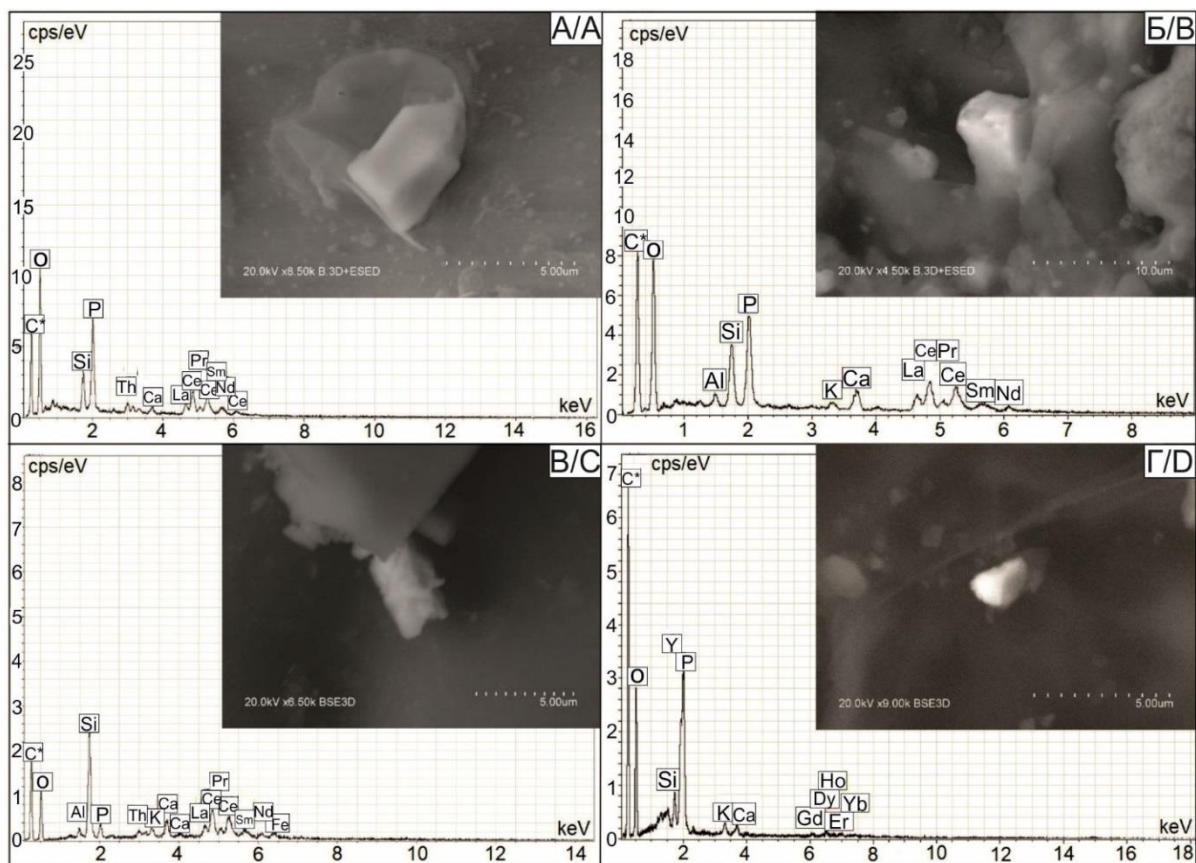 cps/eV
А/A
25
20
15
10
5
0
O
C*
Si
P
Th
Ca
La
Pr
Ce
Sm
Ce
Nd
Ce
20.0kV x8.50k B.3D+ESED
5.00um
2 4 6 8 10 12 14 16
keV
cps/eV
Б/B
18
16
14
12
10
8
6
4
2
0
C*
O
Al
Si
P
K
Ca
La
Ce
Pr
Ce
Sm
Nd
20.0kV x4.50k B.3D+ESED
10.0um
1 2 3 4 5 6 7 8
keV
cps/eV
В/C
8
7
6
5
4
3
2
1
0
C*
O
Al
Si
P
Th
K
Ca
Ca
La
Pr
Ce
Ce
Sm
Nd
Fe
20.0kV x6.50k BSE3D
5.00um
2 4 6 8 10 12 14
keV
cps/eV
Г/D
7
6
5
4
3
2
1
0
C*
O
Y
P
Si
K
Ca
Gd
Dy
Ho
Er
Yb
20.0kV x9.00k BSE3D
5.00um
2 4 6 8 10 12 14 16 18
keV